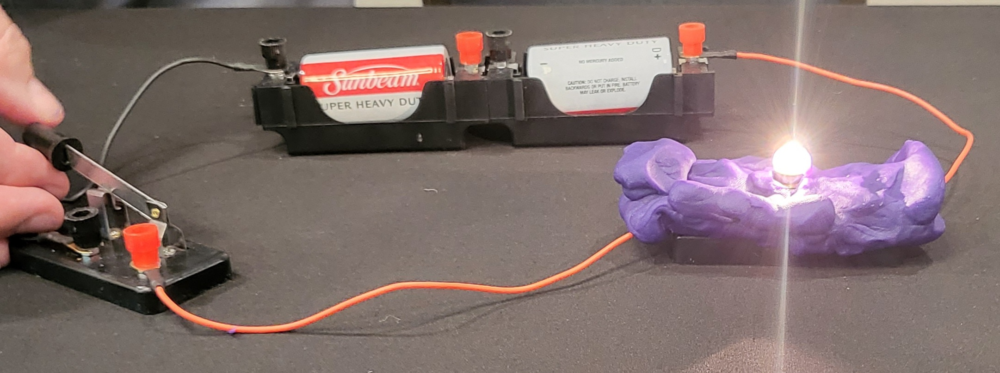 Sunbeam
UPER HEAVY DUT
SUPER HEAVY DUTY
D+
-
NO MERCURY ADDED
CAUTION: DO NOT CHARGE, INSTALL
BACKWARDS OR PUT IN FIRE. BATTERY
MAY LEAK OR EXPLODE.